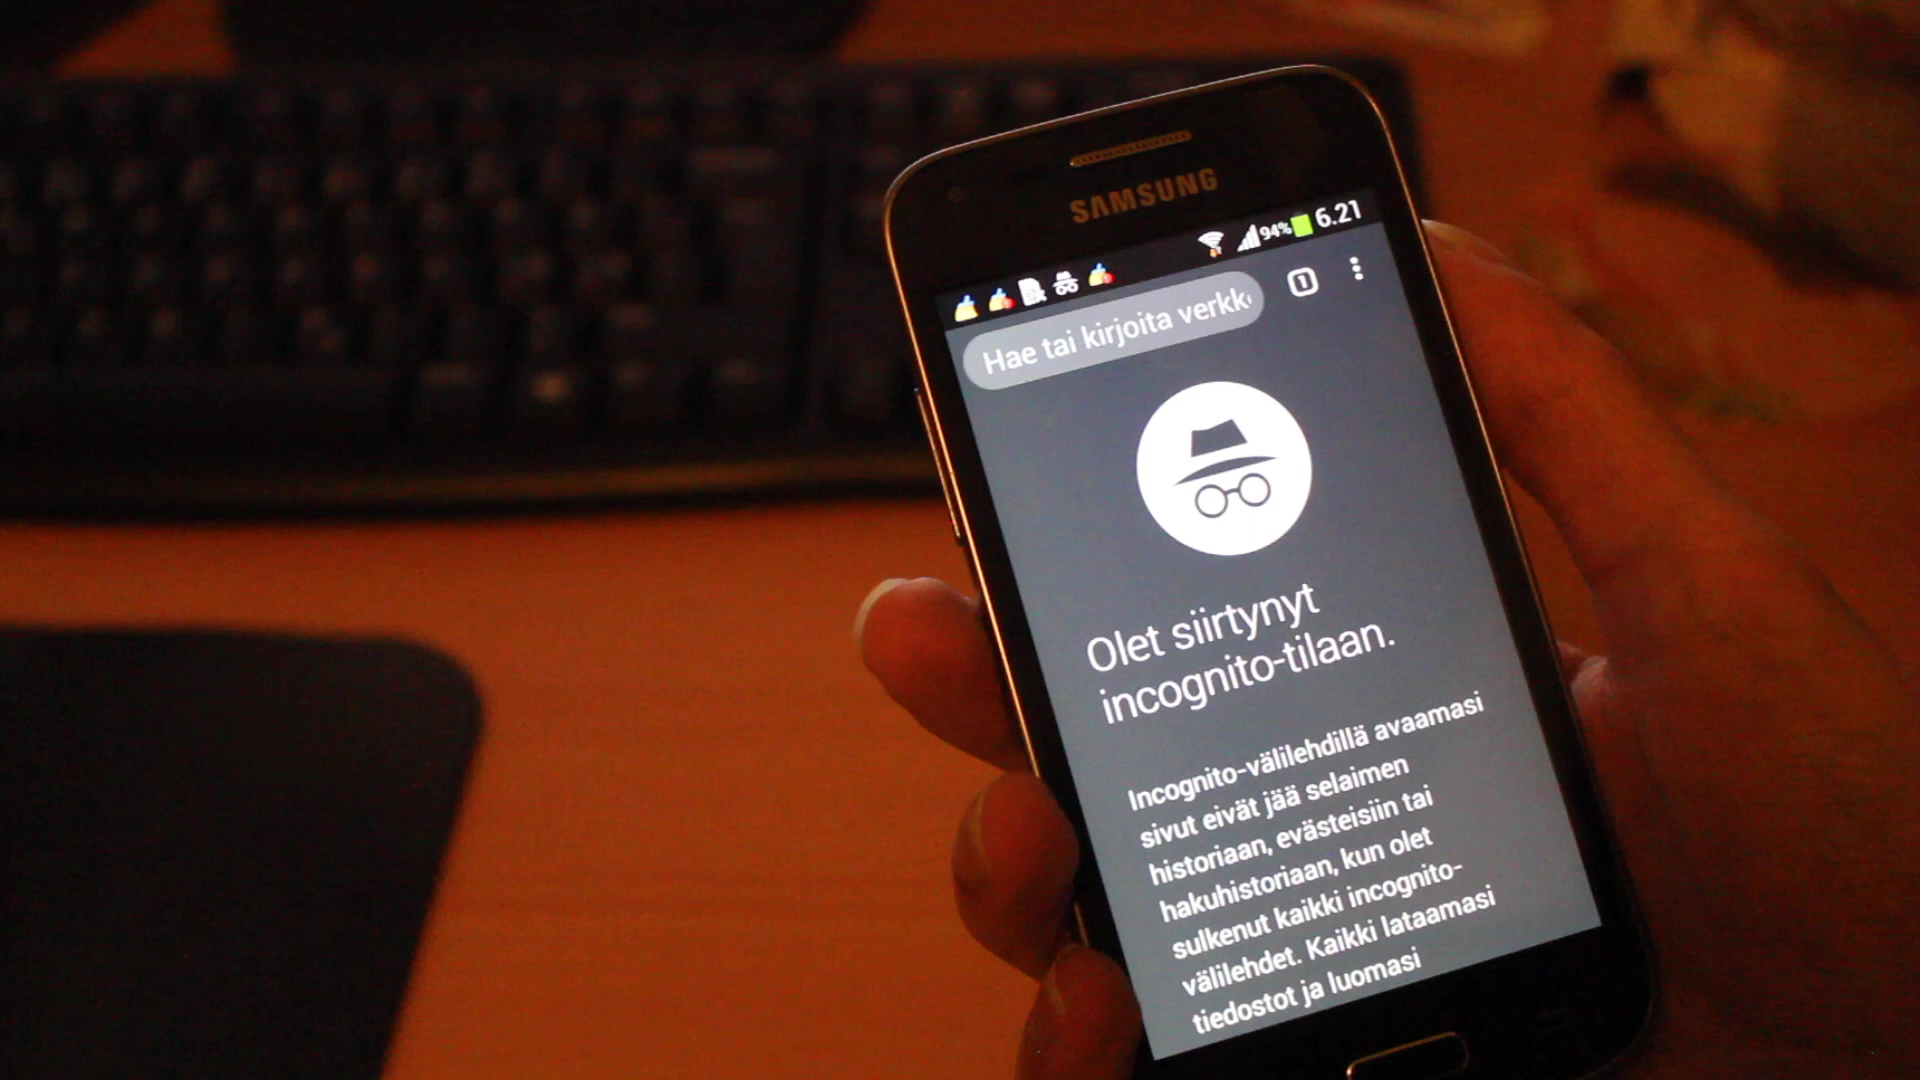 SAMSUNG
94% 6.21
Hae tai kirjoita verkk
1
Olet siirtynyt
incognito-tilaan.
Incognito-välilehdillä avaamasi
sivut eivät jää selaimen
historiaan, evästeisiin tai
hakuhistoriaan, kun olet
sulkenut kaikki incognito-
välilehdet. Kaikki lataamasi
tiedostot ja luomasi